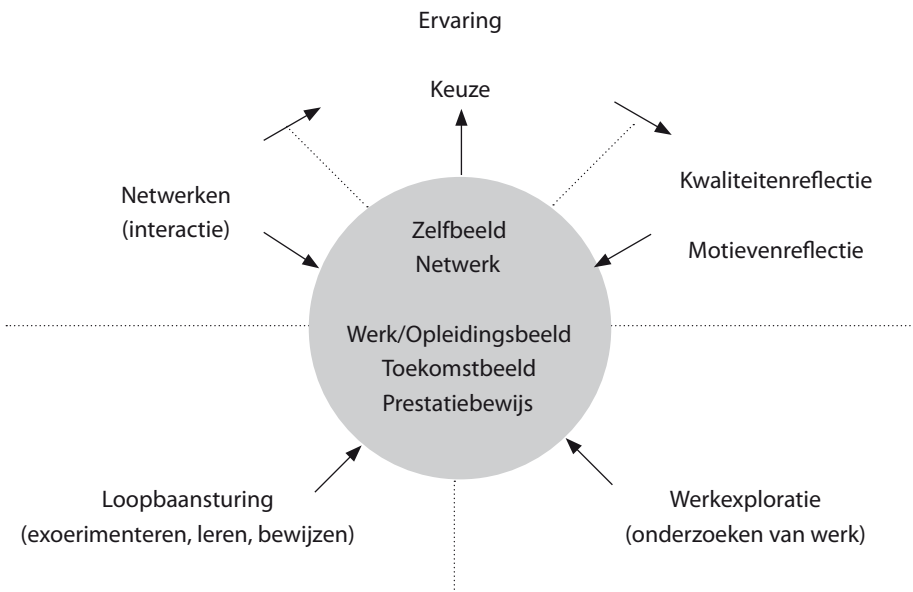 Ervaring
Keuze
Netwerken
(interactie)
Kwaliteitenreflectie
Motievenreflectie
Zelfbeeld
Netwerk
Werk/Opleidingsbeeld
Toekomstbeeld
Prestatiebewijs
Loopbaansturing
(exoerimenteren, leren, bewijzen)
Werkexploratie
(onderzoeken van werk)